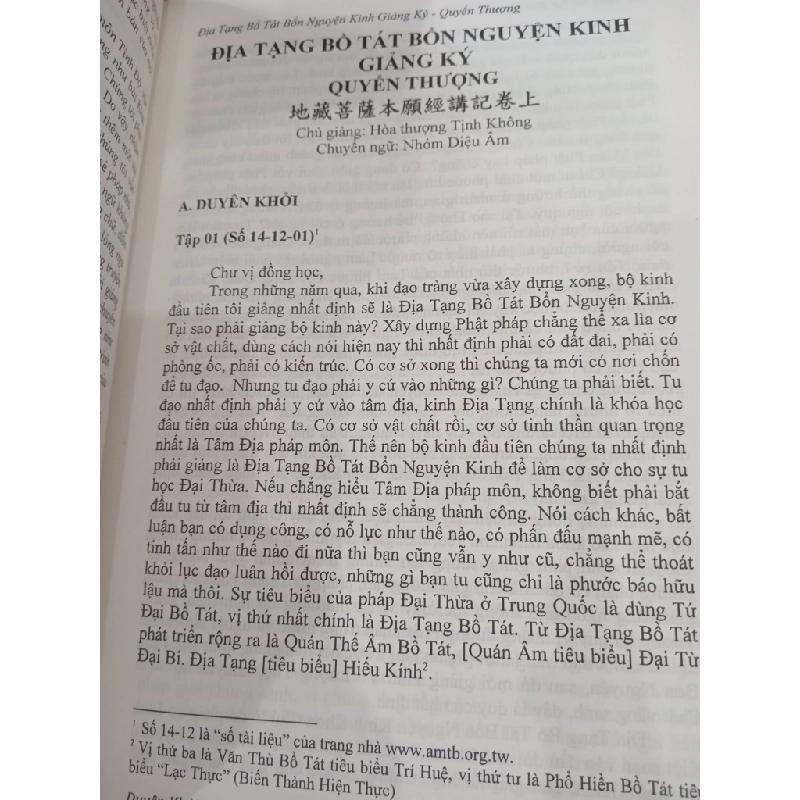 Địa Tạng Bồ Tát Bổn Nguyện Kinh Giảng Ký - Quyển Thượng
ĐỊA TẠNG BỒ TÁT BỔN NGUYỆN KINH
GIẢNG KÝ
QUYỂN THƯỢNG
地藏菩薩本願經講記卷上
Chủ giảng: Hòa thượng Tịnh Không
Chuyển ngữ: Nhóm Diệu Âm
A. DUYÊN KHỞI
Tập 01 (Số 14-12-01)¹
Chư vị đồng học,
Trong những năm qua, khi đạo tràng vừa xây dựng xong, bộ kinh
đầu tiên tôi giảng nhất định sẽ là Địa Tạng Bồ Tát Bổn Nguyện Kinh.
Tại sao phải giảng bộ kinh này? Xây dựng Phật pháp chẳng thể xa lìa cơ
sở vật chất, dùng cách nói hiện nay thì nhất định phải có đất đai, phải có
phòng ốc, phải có kiến trúc. Có cơ sở xong thì chúng ta mới có nơi chốn
để tu đạo. Nhưng tu đạo phải y cứ vào những gì? Chúng ta phải biết. Tu
đạo nhất định phải y cứ vào tâm địa, kinh Địa Tạng chính là khóa học
đầu tiên của chúng ta. Có cơ sở vật chất rồi, cơ sở tinh thần quan trọng
nhất là Tâm Địa pháp môn. Thế nên bộ kinh đầu tiên chúng ta nhất định
phải giảng là Địa Tạng Bồ Tát Bổn Nguyện Kinh để làm cơ sở cho sự tu
học Đại Thừa. Nếu chẳng hiểu Tâm Địa pháp môn, không biết phải bắt
đầu tu từ tâm địa thì nhất định sẽ chẳng thành công. Nói cách khác, bất
luận bạn có dụng công, có nỗ lực như thế nào, có phấn đấu mạnh mẽ, có
tinh tấn như thế nào đi nữa thì bạn cũng vẫn y như cũ, chẳng thể thoát
khỏi lục đạo luân hồi được, những gì bạn tu cũng chỉ là phước báo hữu
lậu mà thôi. Sự tiêu biểu của pháp Đại Thừa ở Trung Quốc là dùng Tứ
Đại Bồ Tát, vị thứ nhất chính là Địa Tạng Bồ Tát. Từ Địa Tạng Bồ Tát
phát triển rộng ra là Quán Thế Âm Bồ Tát, [Quán Âm tiêu biểu] Đại Từ
Đại Bi. Địa Tạng [tiêu biểu] Hiếu Kính².
¹ Số 14-12 là “số tài liệu” của trang nhà www.amtb.org.tw.
² Vị thứ ba là Văn Thù Bồ Tát tiêu biểu Trí Huệ, vị thứ tư là Phổ Hiền Bồ Tát tiêu
biểu “Lạc Thực” (Biến Thành Hiện Thực)